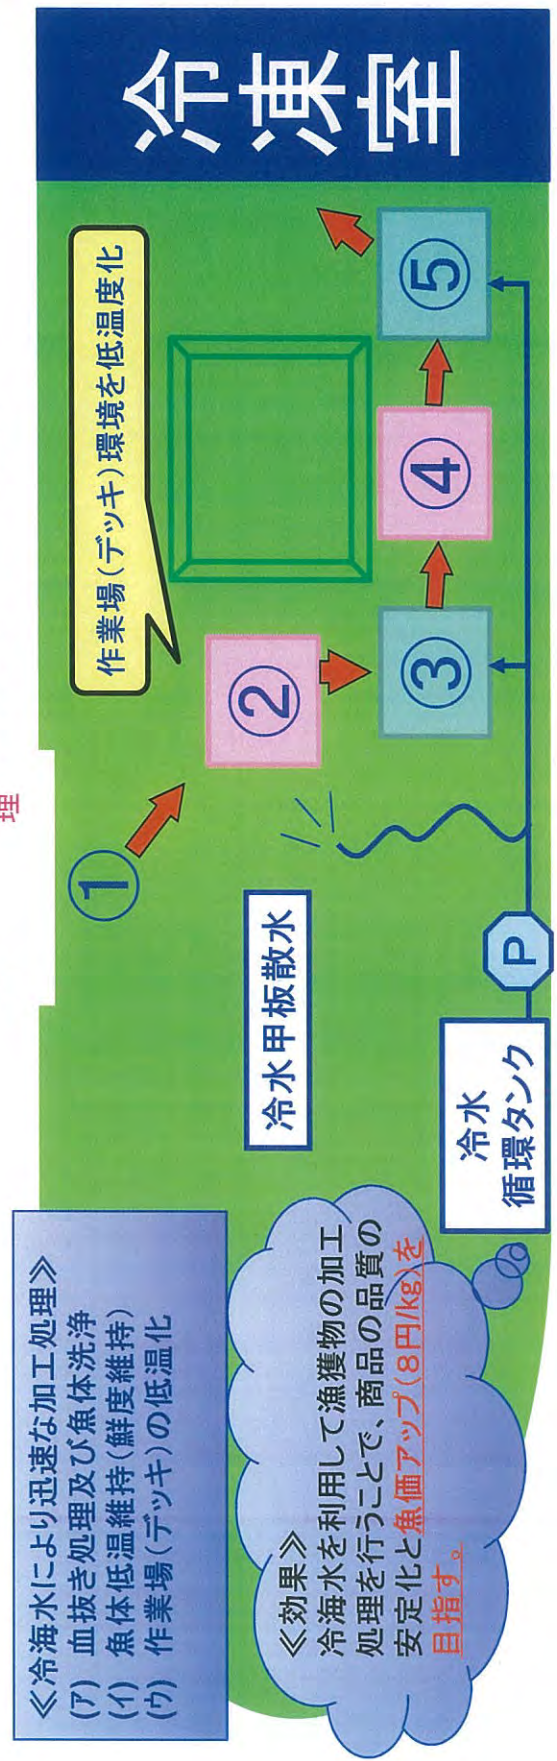 理
≪冷海水により迅速な加工処理≫
(ア) 血抜き処理及び魚体洗浄
(イ) 魚体低温維持(鮮度維持)
(ウ) 作業場(デッキ)の低温化
≪効果≫
冷海水を利用して漁獲物の加工
処理を行うことで、商品の品質の
安定化と魚価アップ(8円/kg)を
目指す。
冷水
循環タンク
P
冷水甲板散水
①
②
③
④
⑤
作業場(デッキ)環境を低温度化
冷凍室